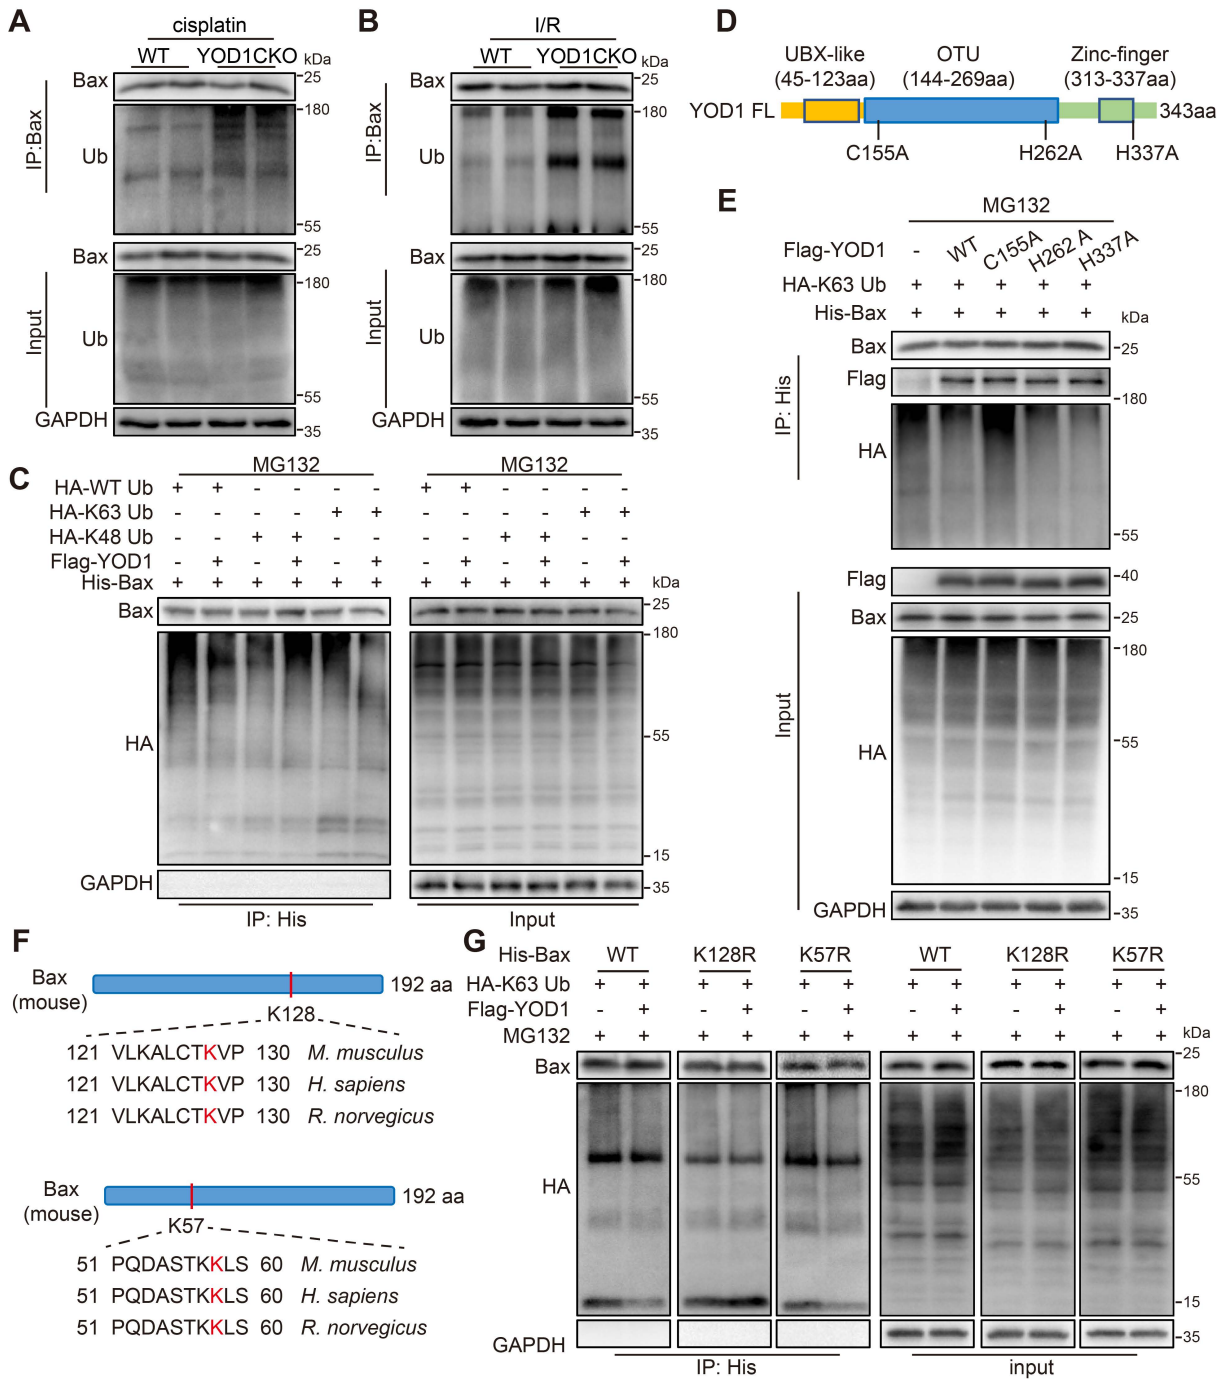 A
cisplatin
WT YOD1CKO kDa
IP:Bax
Bax
25
180
Ub
55
Input
Bax
25
180
Ub
55
GAPDH
35
B
I/R
WT YOD1CKO kDa
IP:Bax
Bax
25
180
Ub
55
Input
Bax
25
180
Ub
55
GAPDH
35
C
MG132 MG132
HA-WT Ub + + - - - - + + - - - -
HA-K63 Ub - - - - + + - - - - + +
HA-K48 Ub - - + + - - - - + + - -
Flag-YOD1 - + - + - + - + - + - +
His-Bax + + + + + + + + + + + +
kDa
Bax
25
180
HA
55
15
GAPDH
35
IP: His Input
D
UBX-like OTU Zinc-finger
(45-123aa) (144-269aa) (313-337aa)
YOD1 FL 343aa
C155A H262A H337A
E
MG132
Flag-YOD1 - WT C155A H262A H337A
HA-K63 Ub + + + + +
His-Bax + + + + +
kDa
IP: His
Bax
25
Flag
180
HA
55
Input
Flag
40
Bax
25
180
HA
55
15
GAPDH
35
F
Bax
(mouse)
192 aa
K128
121 VLKALCTKVP 130 M. musculus
121 VLKALCTKVP 130 H. sapiens
121 VLKALCTKVP 130 R. norvegicus
Bax
(mouse)
192 aa
K57
51 PQDASTKKLS 60 M. musculus
51 PQDASTKKLS 60 H. sapiens
51 PQDASTKKLS 60 R. norvegicus
G
His-Bax WT K128R K57R WT K128R K57R
HA-K63 Ub + + + + + + + + + + + +
Flag-YOD1 - + - + - + - + - + - +
MG132 + + + + + + + + + + + +
kDa
Bax
25
180
HA
55
15
GAPDH
35
IP: His input